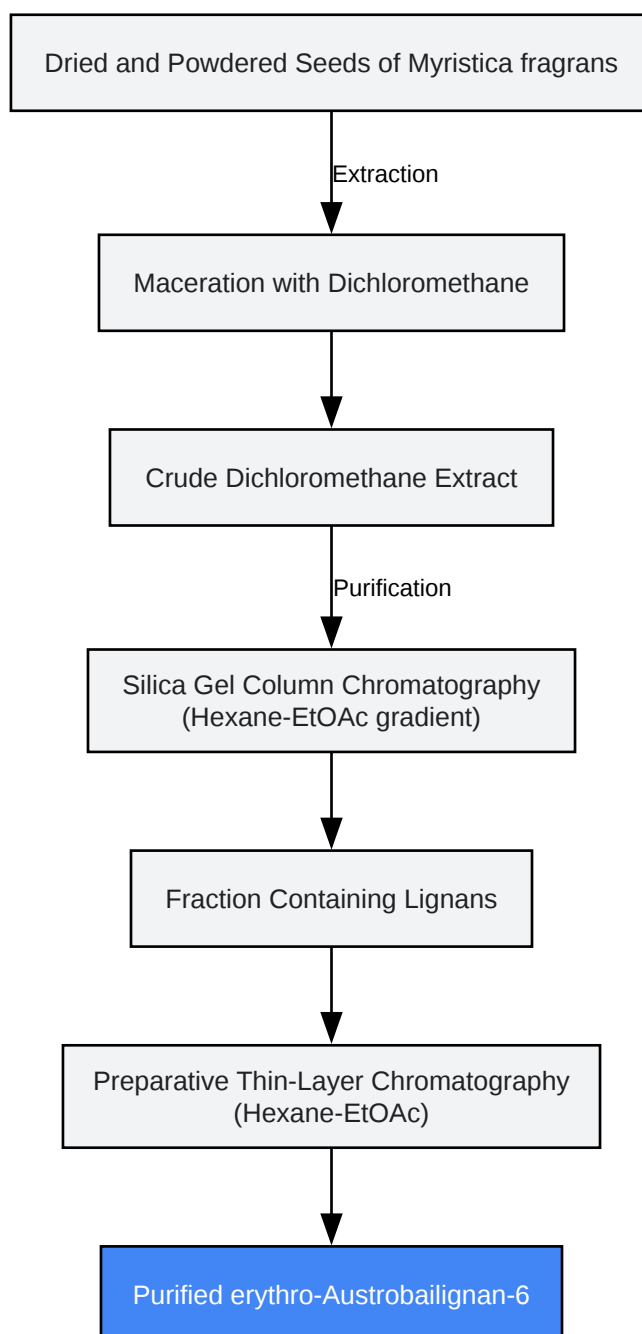 Dried and Powdered Seeds of Myristica fragrans
Extraction
Maceration with Dichloromethane
Crude Dichloromethane Extract
Purification
Silica Gel Column Chromatography
(Hexane-EtOAc gradient)
Fraction Containing Lignans
Preparative Thin-Layer Chromatography
(Hexane-EtOAc)
Purified erythro-Austrobailignan-6